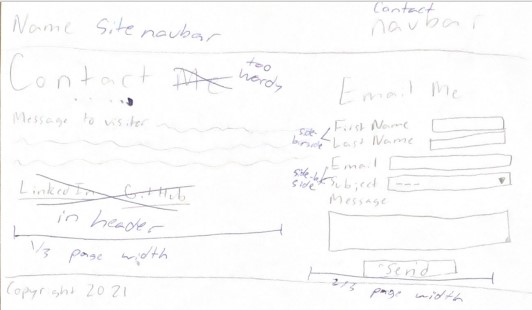 Name Site navbar
Contact
navbar
Contact Me
too
wordy
Message to visitor
LinkedIn GitHub
in header
1/3 page width
Email Me
side-by-side
First Name
Last Name
side-by-side
Email
Subject ---
Message
Send
2/3 page width
Copyright 2021